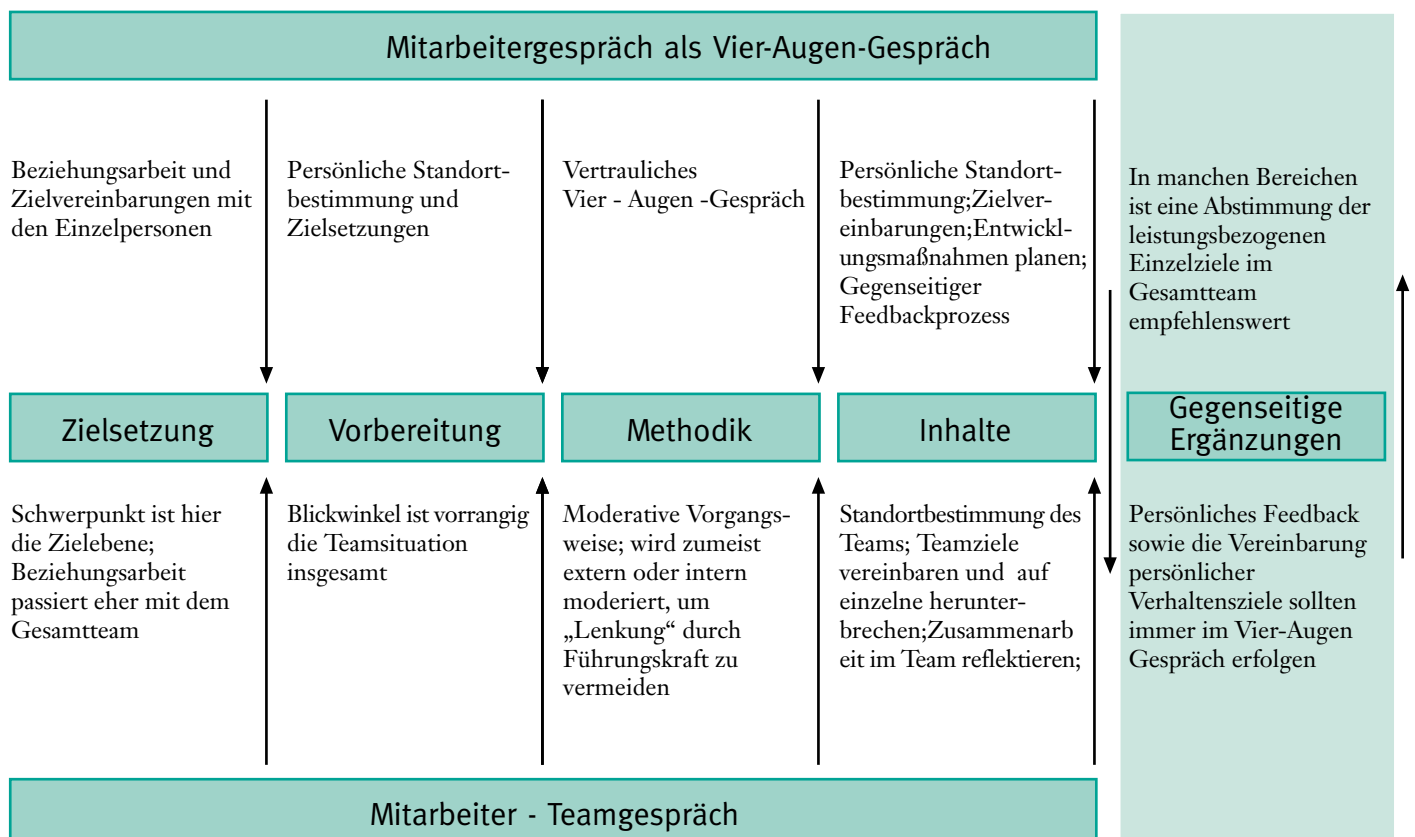 Mitarbeitergespräch als Vier-Augen-Gespräch
Beziehungsarbeit und
Zielvereinbarungen mit
den Einzelpersonen
Persönliche Standort-
bestimmung und
Zielsetzungen
Vertrauliches
Vier - Augen -Gespräch
Persönliche Standort-
bestimmung;Zielver-
einbarungen;Entwickl-
ungsmaßnahmen planen;
Gegenseitiger
Feedbackprozess
In manchen Bereichen
ist eine Abstimmung der
leistungsbezogenen
Einzelziele im
Gesamtteam
empfehlenswert
Zielsetzung
Vorbereitung
Methodik
Inhalte
Gegenseitige
Ergänzungen
Schwerpunkt ist hier
die Zielebene;
Beziehungsarbeit
passiert eher mit dem
Gesamtteam
Blickwinkel ist vorrangig
die Teamsituation
insgesamt
Moderative Vorgangs-
weise; wird zumeist
extern oder intern
moderiert, um
„Lenkung“ durch
Führungskraft zu
vermeiden
Standortbestimmung des
Teams; Teamziele
vereinbaren und auf
einzelne herunter-
brechen;Zusammenarb
eit im Team reflektieren;
Persönliches Feedback
sowie die Vereinbarung
persönlicher
Verhaltensziele sollten
immer im Vier-Augen
Gespräch erfolgen
Mitarbeiter - Teamgespräch